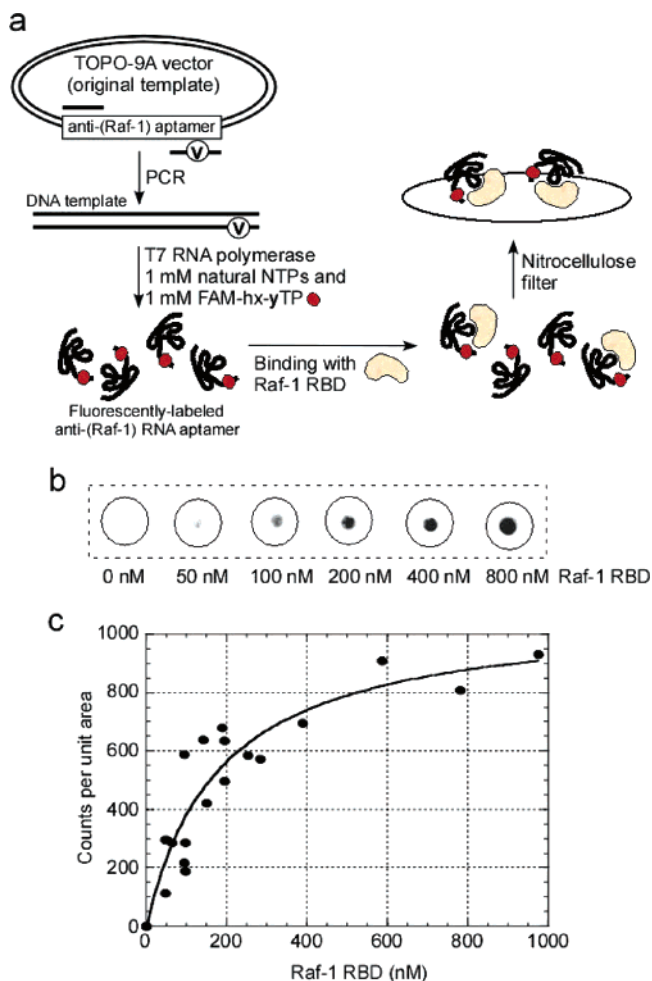 a
TOPO-9A vector
(original template)
anti-(Raf-1) aptamer
V
PCR
DNA template
V
T7 RNA polymerase
1 mM natural NTPs and
1 mM FAM-hx-yTP
Fluorescently-labeled
anti-(Raf-1) RNA aptamer
Binding with
Raf-1 RBD
Nitrocellulose
filter
b
0 nM 50 nM 100 nM 200 nM 400 nM 800 nM Raf-1 RBD
c
Counts per unit area
1000
800
600
400
200
0
0 200 400 600 800 1000
Raf-1 RBD (nM)